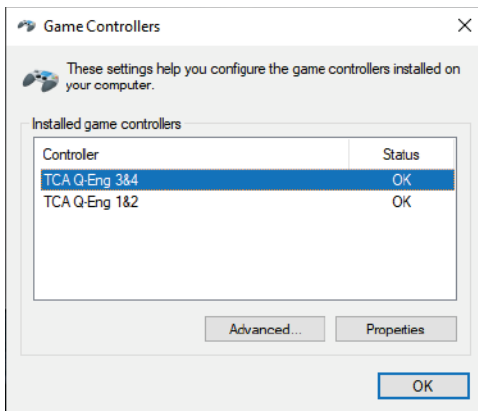 Game Controllers
These settings help you configure the game controllers installed on
your computer.
Installed game controllers
Controller Status
TCA Q-Eng 3&4 OK
TCA Q-Eng 1&2 OK
Advanced... Properties
OK